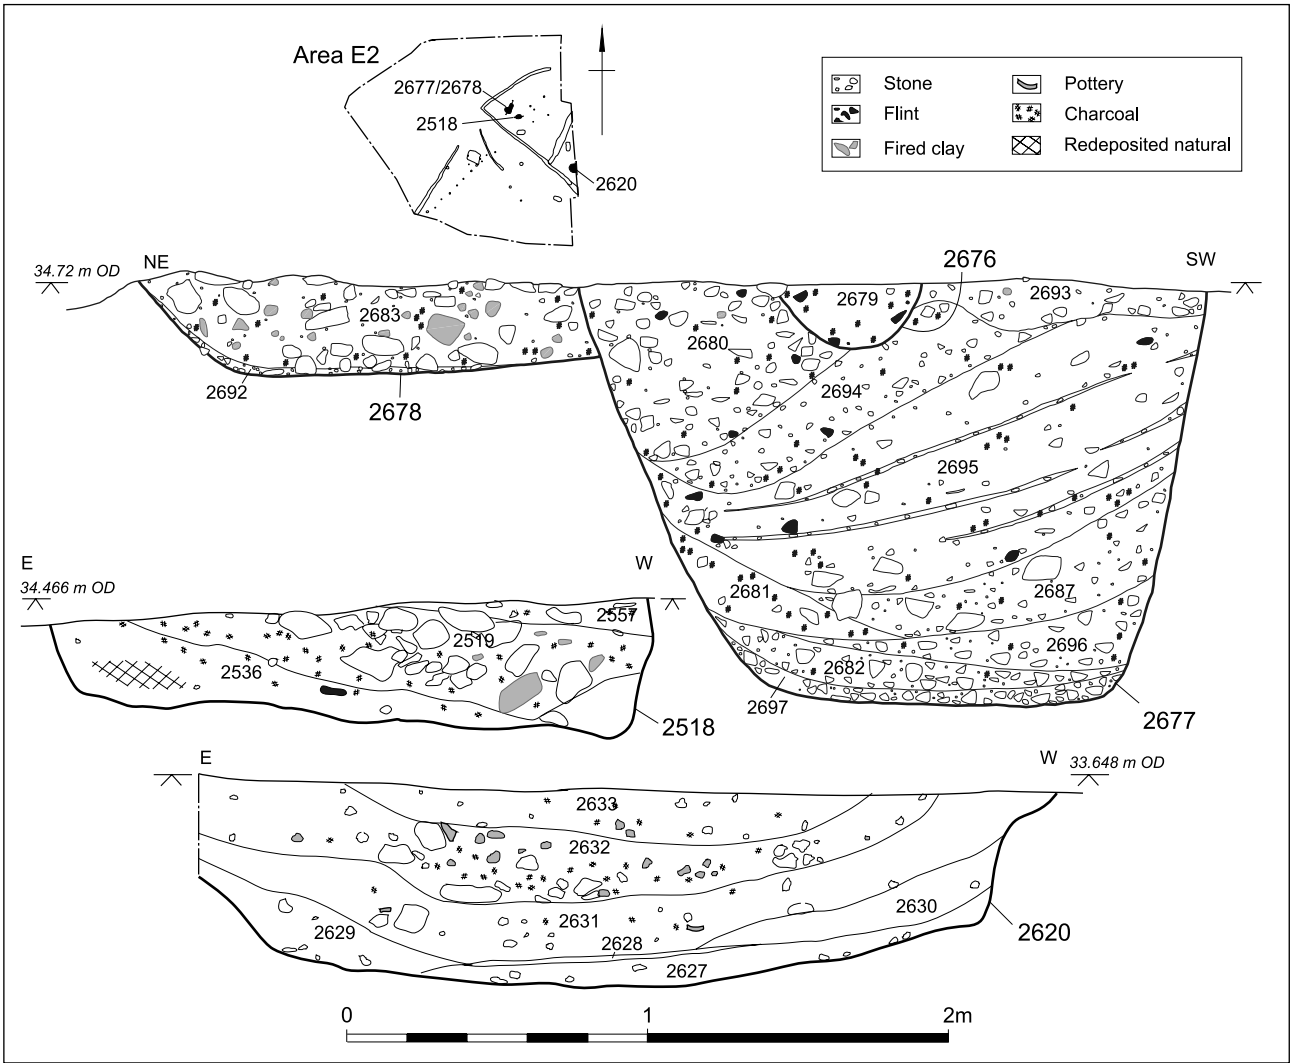 Area E2
2677/2678
2518
2620
Stone
Flint
Fired clay
Pottery
Charcoal
Redeposited natural
34.72 m OD
NE
SW
2676
2679
2693
2683
2680
2692
2678
2694
2695
E
34.466 m OD
W
2557
2519
2536
2518
2681
2687
2696
2682
2697
2677
E
W
33.648 m OD
2633
2632
2631
2630
2629
2628
2627
2620
0
1
2m